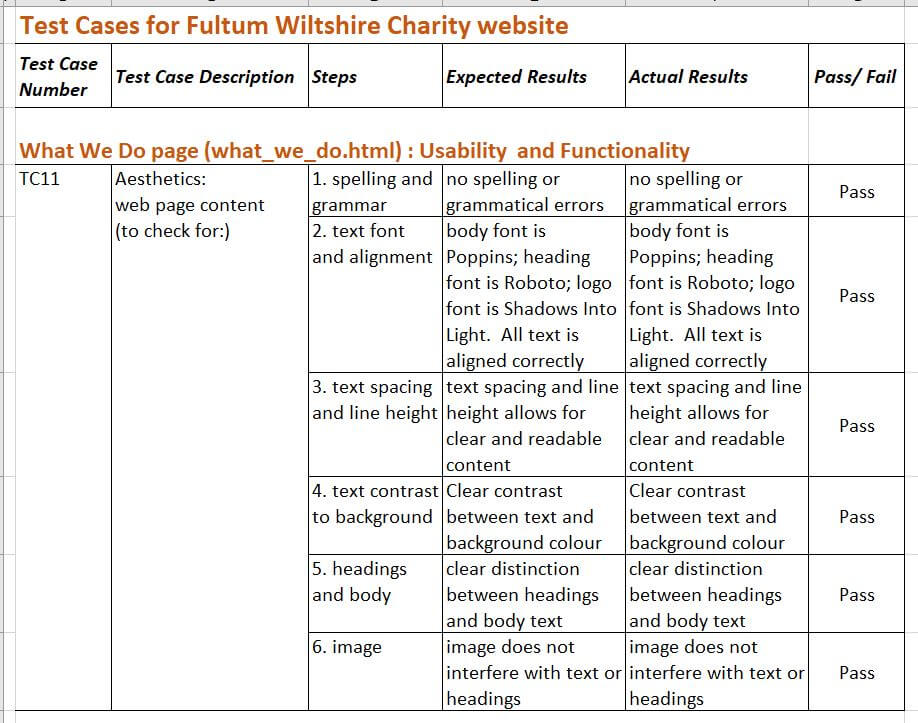 Test Cases for Fultum Wiltshire Charity website
Test Case
Number
Test Case Description
Steps
Expected Results
Actual Results
Pass/ Fail
What We Do page (what_we_do.html) : Usability  and Functionality
TC11
Aesthetics:
web page content
(to check for:)
1. spelling and
grammar
no spelling or
grammatical errors
no spelling or
grammatical errors
Pass
2. text font
and alignment
body font is
Poppins; heading
font is Roboto; logo
font is Shadows Into
Light.  All text is
aligned correctly
body font is
Poppins; heading
font is Roboto; logo
font is Shadows Into
Light.  All text is
aligned correctly
Pass
3. text spacing
and line height
text spacing and line
height allows for
clear and readable
content
text spacing and line
height allows for
clear and readable
content
Pass
4. text contrast
to background
Clear contrast
between text and
background colour
Clear contrast
between text and
background colour
Pass
5. headings
and body
clear distinction
between headings
and body text
clear distinction
between headings
and body text
Pass
6. image
image does not
interfere with text or
headings
image does not
interfere with text or
headings
Pass